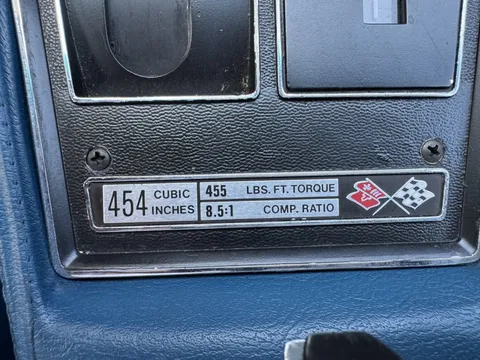 454 CUBIC INCHES
455 LBS. FT. TORQUE
8.5:1 COMP. RATIO